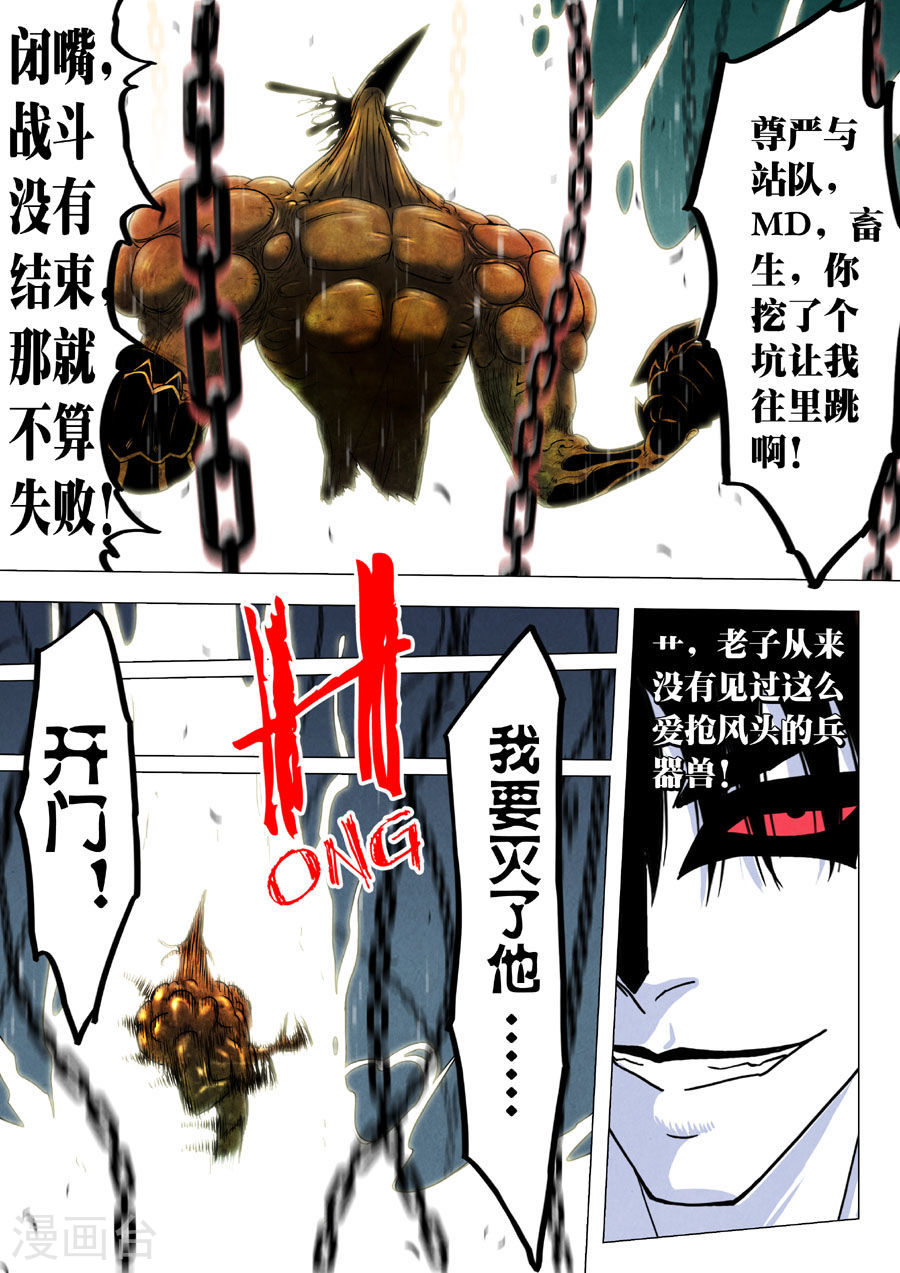 闭嘴，
战斗
没有
结束，
那就
不算
失败！
尊严与
站队，
MD，畜
生，你
挖了个
坑让我
往里跳
啊！
艹，老子从来
没有见过这么
爱抢风头的兵
器兽！
H
ONG
我要灭了他……
开门！
漫画台